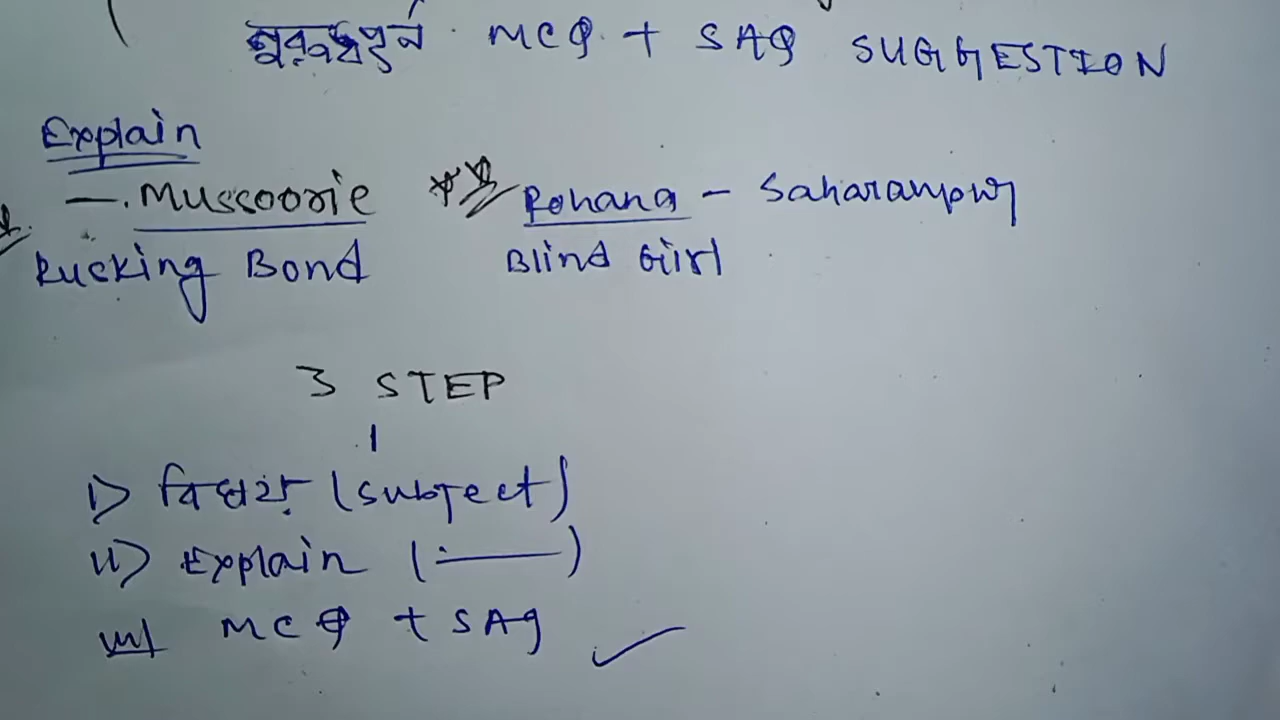 গুরুত্বপূর্ন MCQ + SAQ SUGGESTION
Explain
—. Mussoorie Rohana - Saharanpur
Rucking Bond Blind Girl
3 STEP
i) বিষয় (Subject)
ii) Explain (:——)
iii) MCQ + SAQ